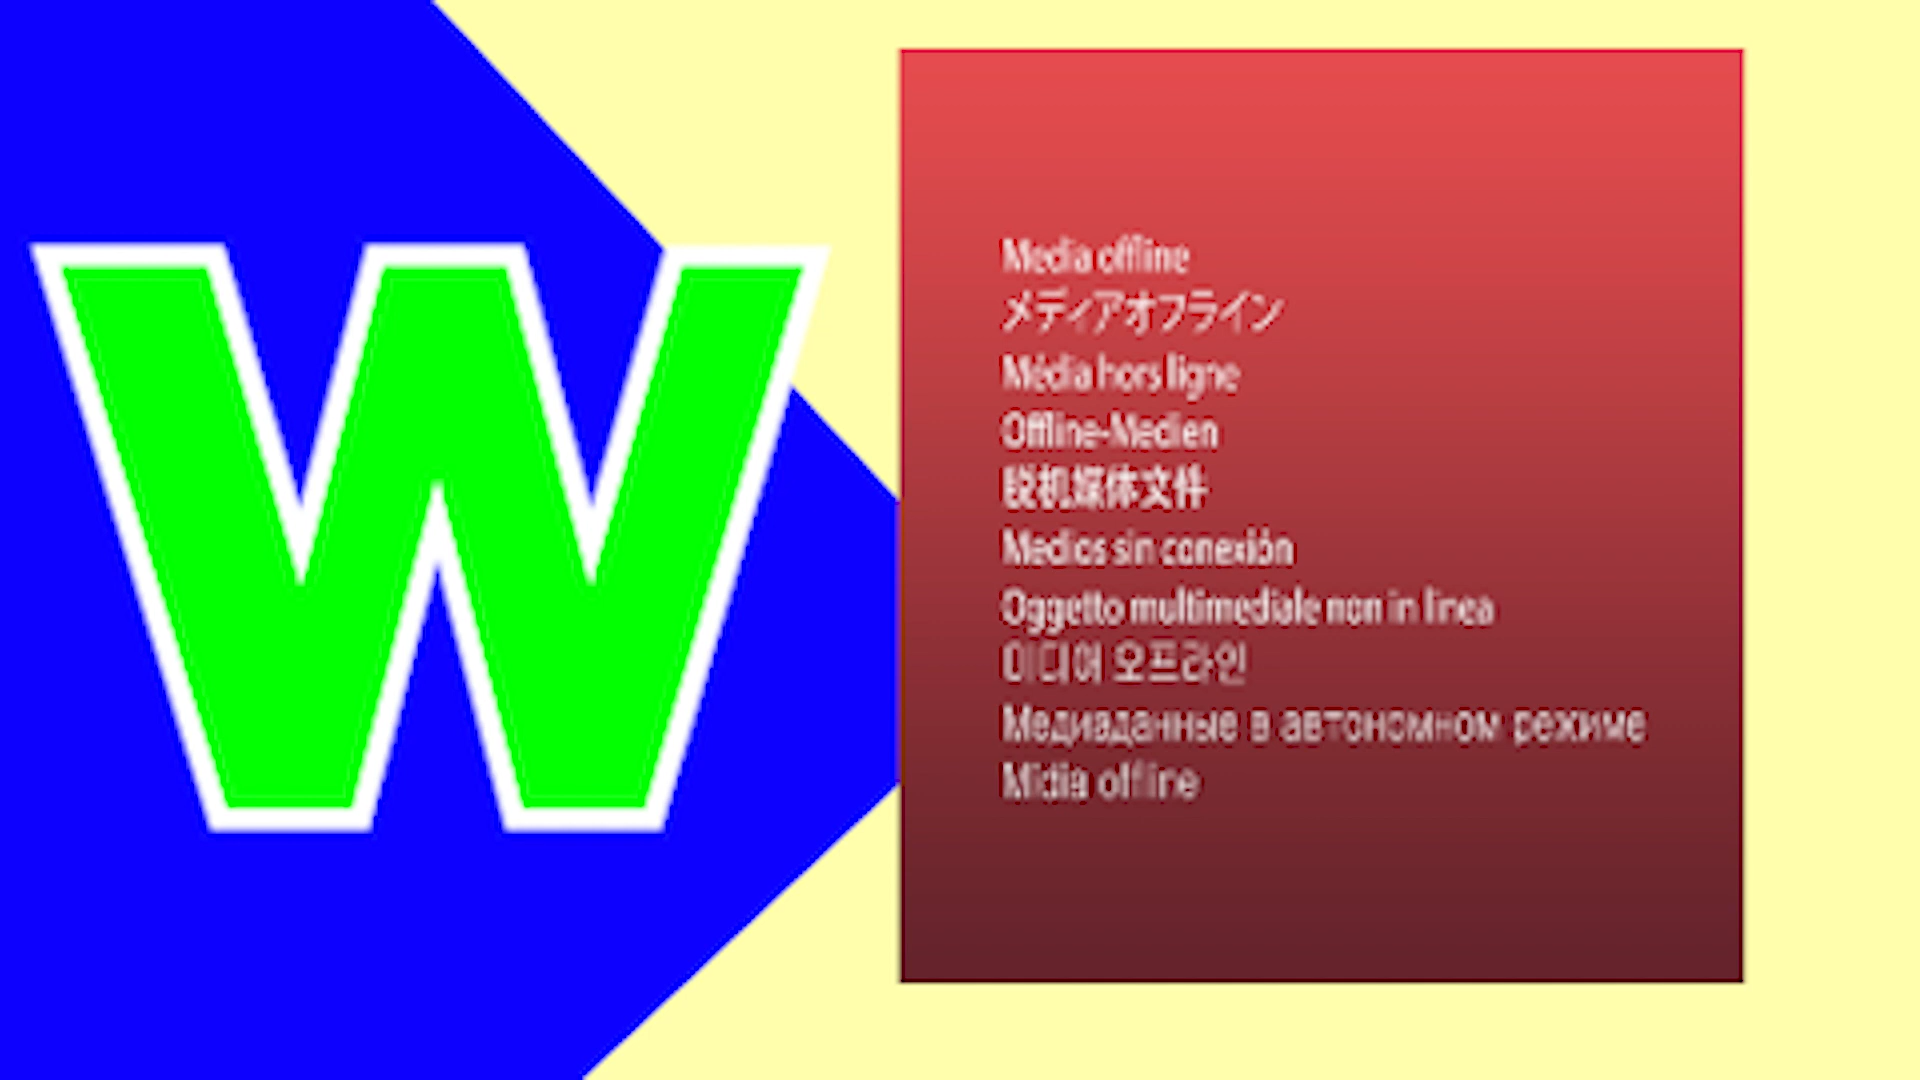 W
Media offline
メディアオフライン
Média hors ligne
Offline-Medien
脱机媒体文件
Medios sin conexión
Oggetto multimediale non in linea
미디어 오프라인
Медиаданные в автономном режиме
Mídia offline